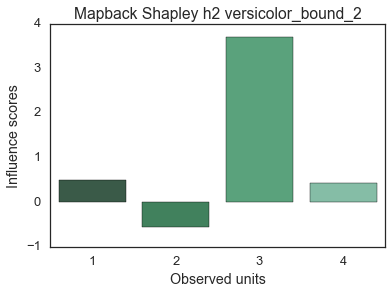 Mapback Shapley h2 versicolor_bound_2
Influence scores
4
3
2
1
0
−1
1 2 3 4
Observed units